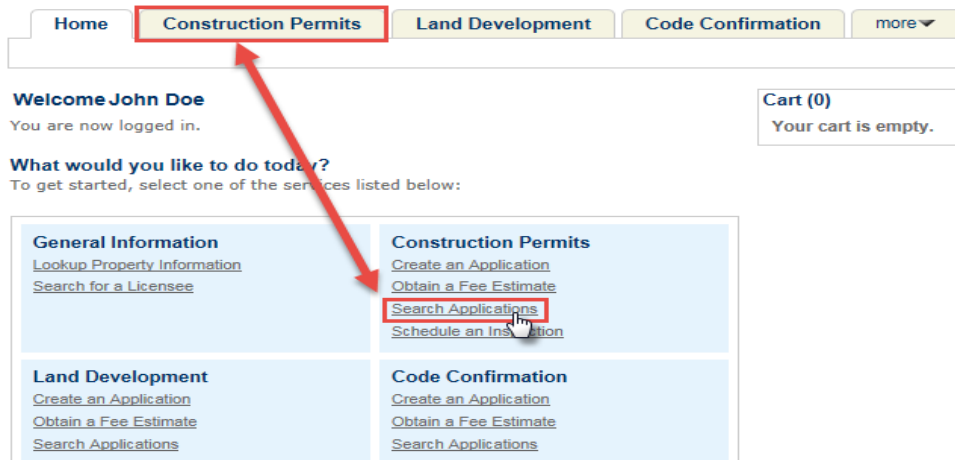 Home Construction Permits Land Development Code Confirmation more
Welcome John Doe
You are now logged in.
Cart (0)
Your cart is empty.
What would you like to do today?
To get started, select one of the services listed below:
General Information
Lookup Property Information
Search for a Licensee
Construction Permits
Create an Application
Obtain a Fee Estimate
Search Applications
Schedule an Inspection
Land Development
Create an Application
Obtain a Fee Estimate
Search Applications
Code Confirmation
Create an Application
Obtain a Fee Estimate
Search Applications